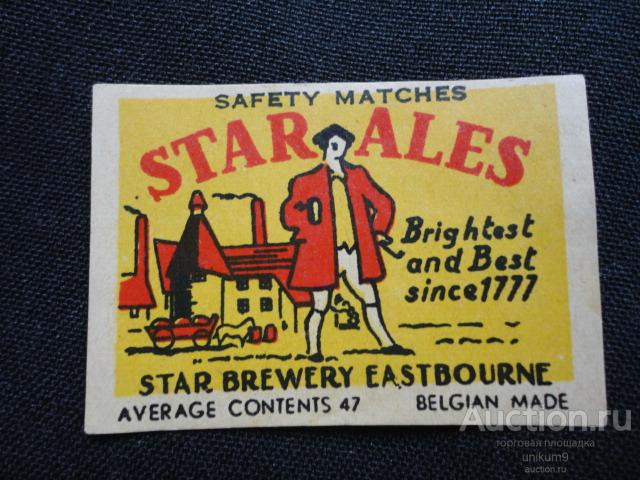 SAFETY MATCHES
STAR ALES
Brightest
and Best
since 1777
STAR BREWERY EASTBOURNE
AVERAGE CONTENTS 47 BELGIAN MADE
Auction.ru
торговая площадка
unikum9
auction.ru